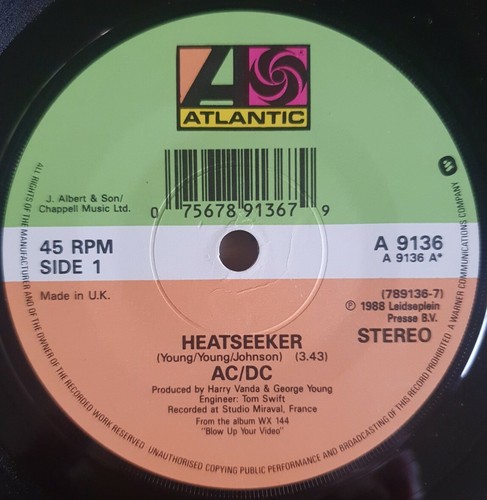 ATLANTIC
J. Albert & Son/
Chappell Music Ltd.
0 75678 91367 9
45 RPM
SIDE 1
A 9136
A 9136 A*
Made in U.K.
(789136-7)
℗ 1988 Leidseplein
Presse B.V.
STEREO
HEATSEEKER
(Young/Young/Johnson) (3.43)
AC/DC
Produced by Harry Vanda & George Young
Engineer: Tom Swift
Recorded at Studio Miraval, France
From the album WX 144
"Blow Up Your Video"
ALL RIGHTS OF THE MANUFACTURER AND OF THE OWNER OF THE RECORDED WORK RESERVED UNAUTHORISED COPYING PUBLIC PERFORMANCE AND BROADCASTING OF THIS RECORD PROHIBITED. A WARNER COMMUNICATIONS COMPANY